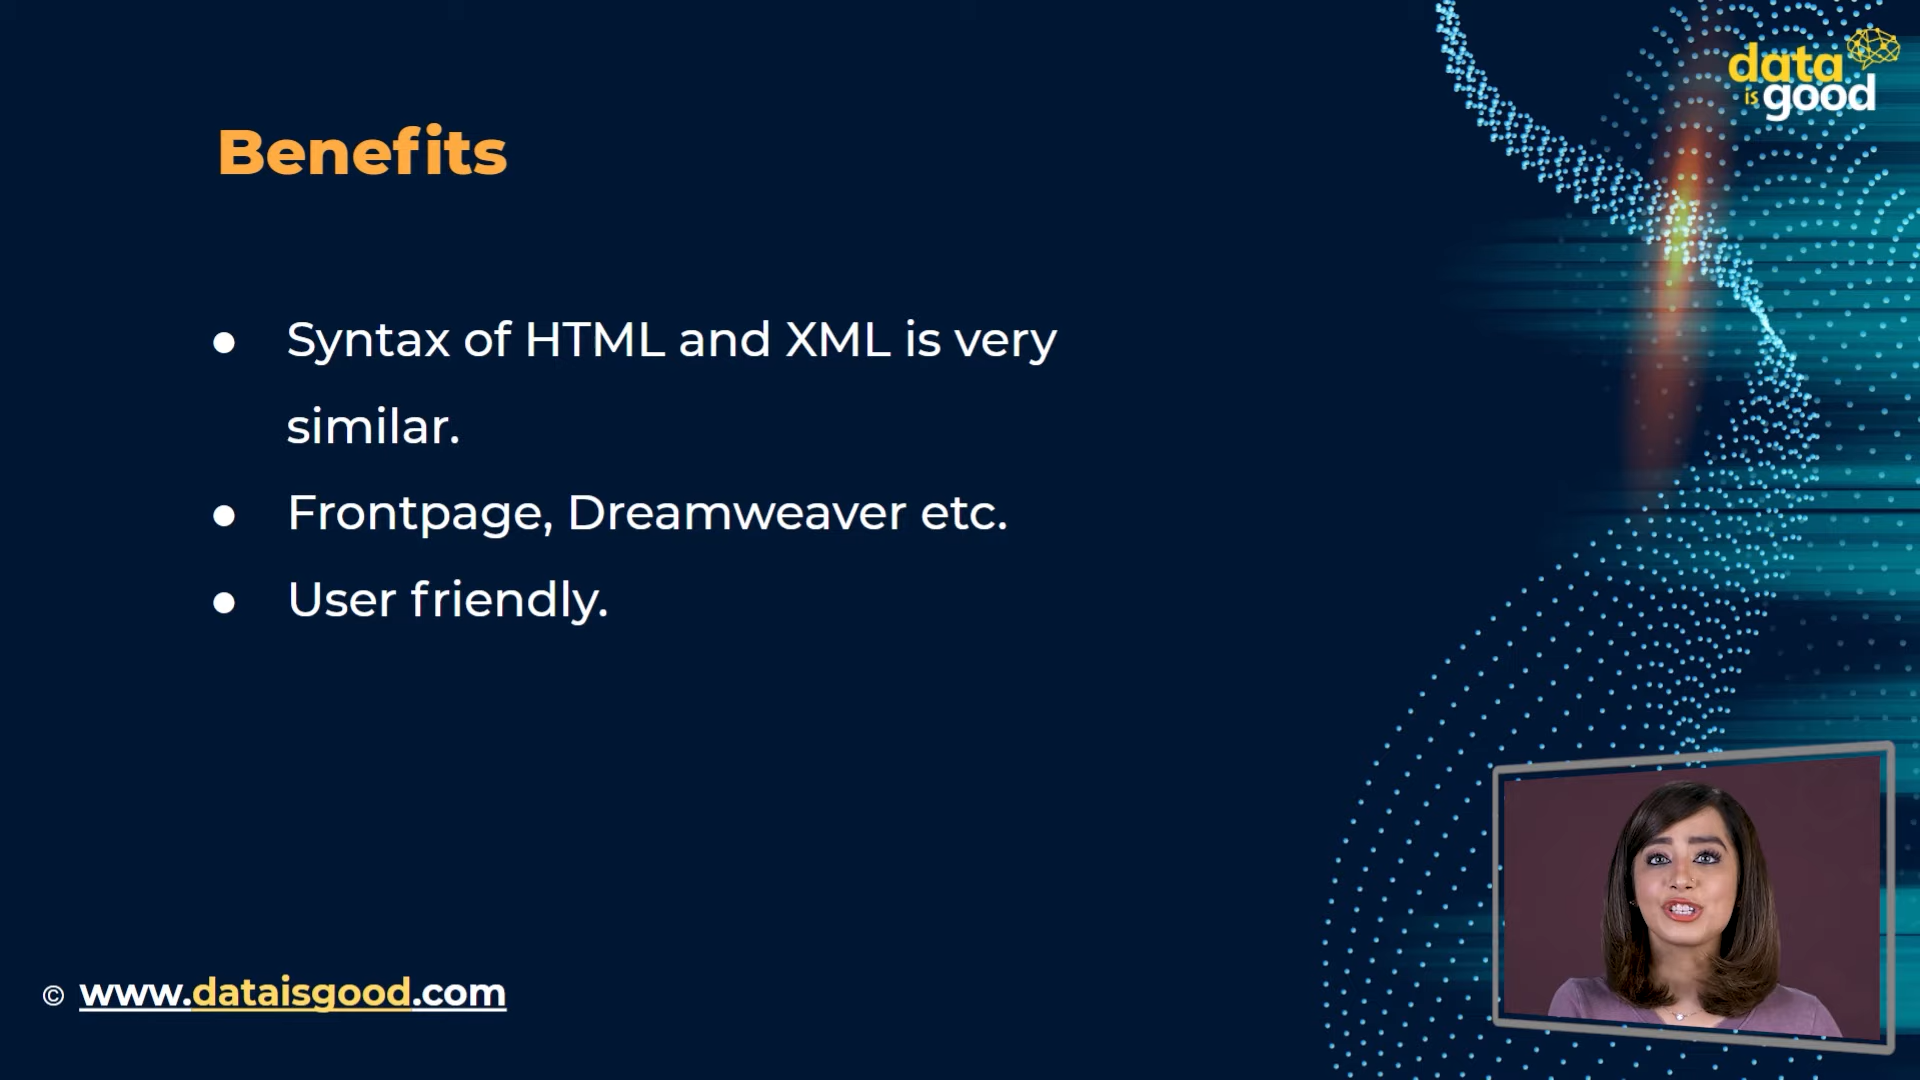 data
is good
Benefits
● Syntax of HTML and XML is very
similar.
● Frontpage, Dreamweaver etc.
● User friendly.
© www.dataisgood.com